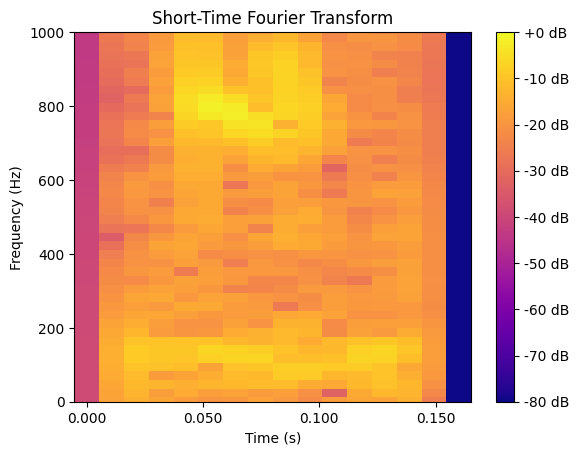 Short-Time Fourier Transform
1000
800
600
400
200
0
Frequency (Hz)
0.000
0.050
0.100
0.150
Time (s)
+0 dB
-10 dB
-20 dB
-30 dB
-40 dB
-50 dB
-60 dB
-70 dB
-80 dB